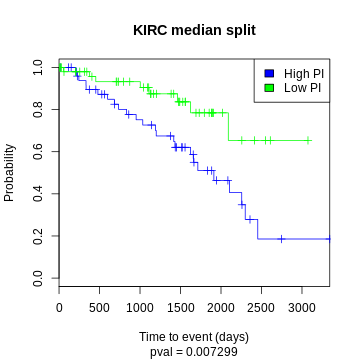 KIRC median split
High PI
Low PI
Probability
1.0
0.8
0.6
0.4
0.2
0.0
0 500 1000 1500 2000 2500 3000
Time to event (days)
pval = 0.007299